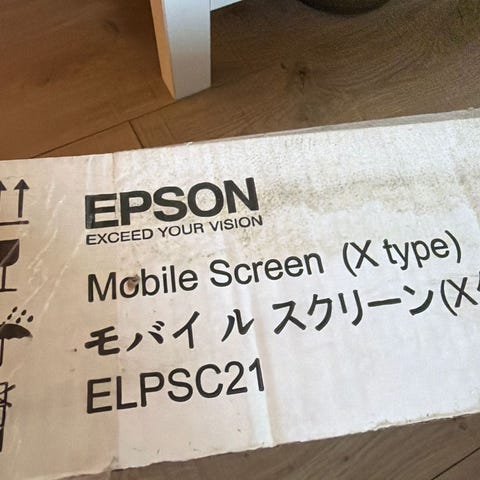 EPSON
EXCEED YOUR VISION
Mobile Screen (X type)
モバイル スクリーン(X
ELPSC21